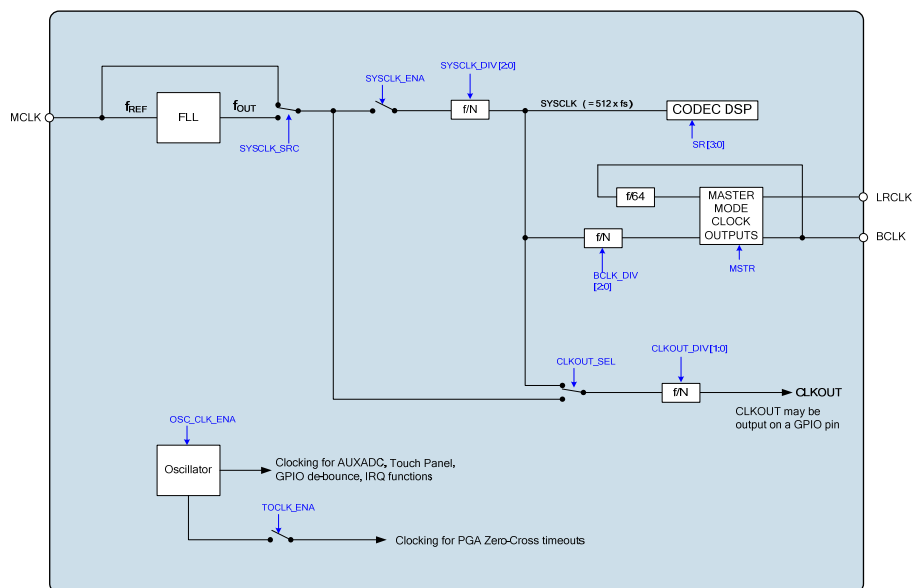 SYSCLK_ENA
SYSCLK_DIV[2:0]
MCLK
fREF
FLL
fOUT
SYSCLK_SRC
f/N
SYSCLK ( = 512 x fs)
CODEC DSP
SR[3:0]
f/64
MASTER
MODE
CLOCK
OUTPUTS
LRCLK
BCLK
f/N
BCLK_DIV
[2:0]
MSTR
CLKOUT_SEL
CLKOUT_DIV[1:0]
f/N
CLKOUT
CLKOUT may be
output on a GPIO pin
OSC_CLK_ENA
Oscillator
Clocking for AUXADC, Touch Panel,
GPIO de-bounce, IRQ functions
TOCLK_ENA
Clocking for PGA Zero-Cross timeouts